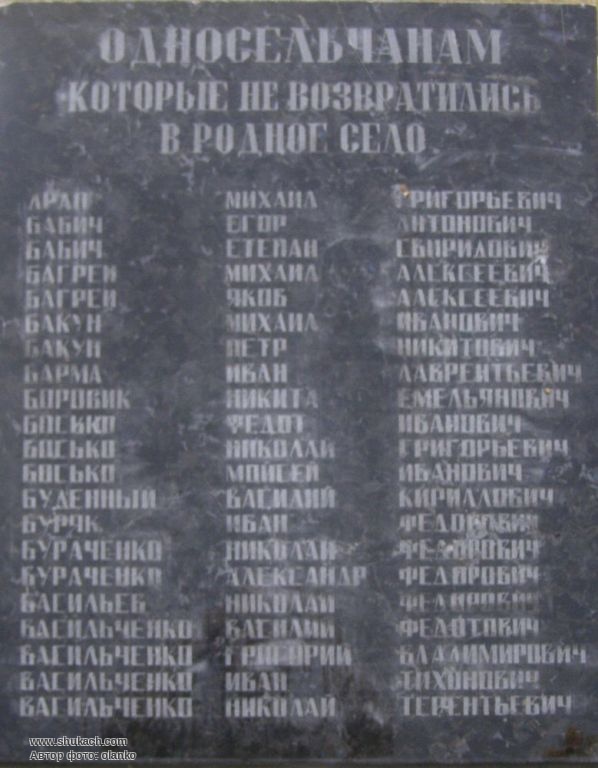 ОДНОСЕЛЬЧАНАМ
КОТОРЫЕ НЕ ВОЗВРАТИЛИСЬ
В РОДНОЕ СЕЛО
МИХАИЛ ГРИГОРЬЕВИЧ
БАБИЧ ЕГОР АНТОНОВИЧ
БАБИЧ СТЕПАН СВИРИДОВИЧ
БАГРЕЙ МИХАИЛ АЛЕКСЕЕВИЧ
БАГРЕЙ ЯКОВ АЛЕКСЕЕВИЧ
БАКУН МИХАИЛ ИВАНОВИЧ
БАКУН ПЕТР НИКИТОВИЧ
БАРМА ИВАН ЛАВРЕНТЬЕВИЧ
БОРОВИК НИКИТА ЕМЕЛЬЯНОВИЧ
БОСЬКО ФЕДОТ ИВАНОВИЧ
БОСЬКО НИКОЛАЙ ГРИГОРЬЕВИЧ
БОСЬКО МОЙСЕЙ ИВАНОВИЧ
БУДЕННЫЙ ВАСИЛИЙ КИРИЛЛОВИЧ
БУРЯК ИВАН ФЕДОРОВИЧ
БУРАЧЕНКО НИКОЛАЙ ФЕДОРОВИЧ
БУРАЧЕНКО АЛЕКСАНДР ФЕДОРОВИЧ
ВАСИЛЬЕВ НИКОЛАЙ ФЕДОРОВИЧ
ВАСИЛЬЧЕНКО ВАСИЛИЙ ФЕДОТОВИЧ
ВАСИЛЬЧЕНКО ГРИГОРИЙ ВЛАДИМИРОВИЧ
ВАСИЛЬЧЕНКО ИВАН ТИХОНОВИЧ
ВАСИЛЬЧЕНКО НИКОЛАЙ ТЕРЕНТЬЕВИЧ
www.shukach.com
Автор фото: olanko